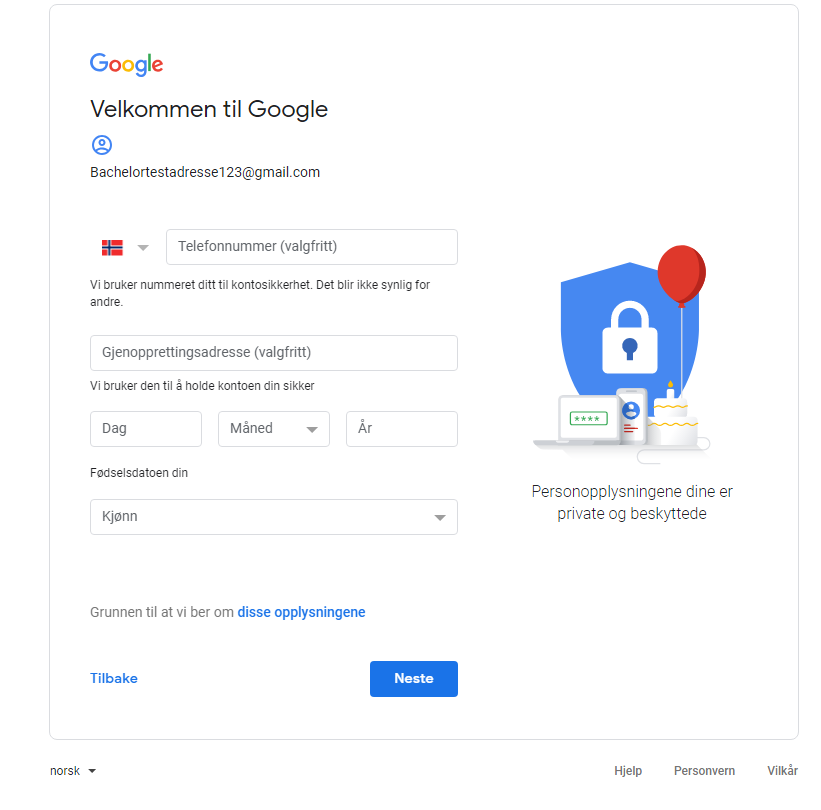 Google
Velkommen til Google
Bachelortestadresse123@gmail.com
Telefonnummer (valgfritt)
Vi bruker nummeret ditt til kontosikkerhet. Det blir ikke synlig for
andre.
Gjenopprettingsadresse (valgfritt)
Vi bruker den til å holde kontoen din sikker
Dag
Måned
År
Fødselsdatoen din
Kjønn
Grunnen til at vi ber om disse opplysningene
Tilbake
Neste
****
Personopplysningene dine er
private og beskyttede
norsk
Hjelp
Personvern
Vilkår